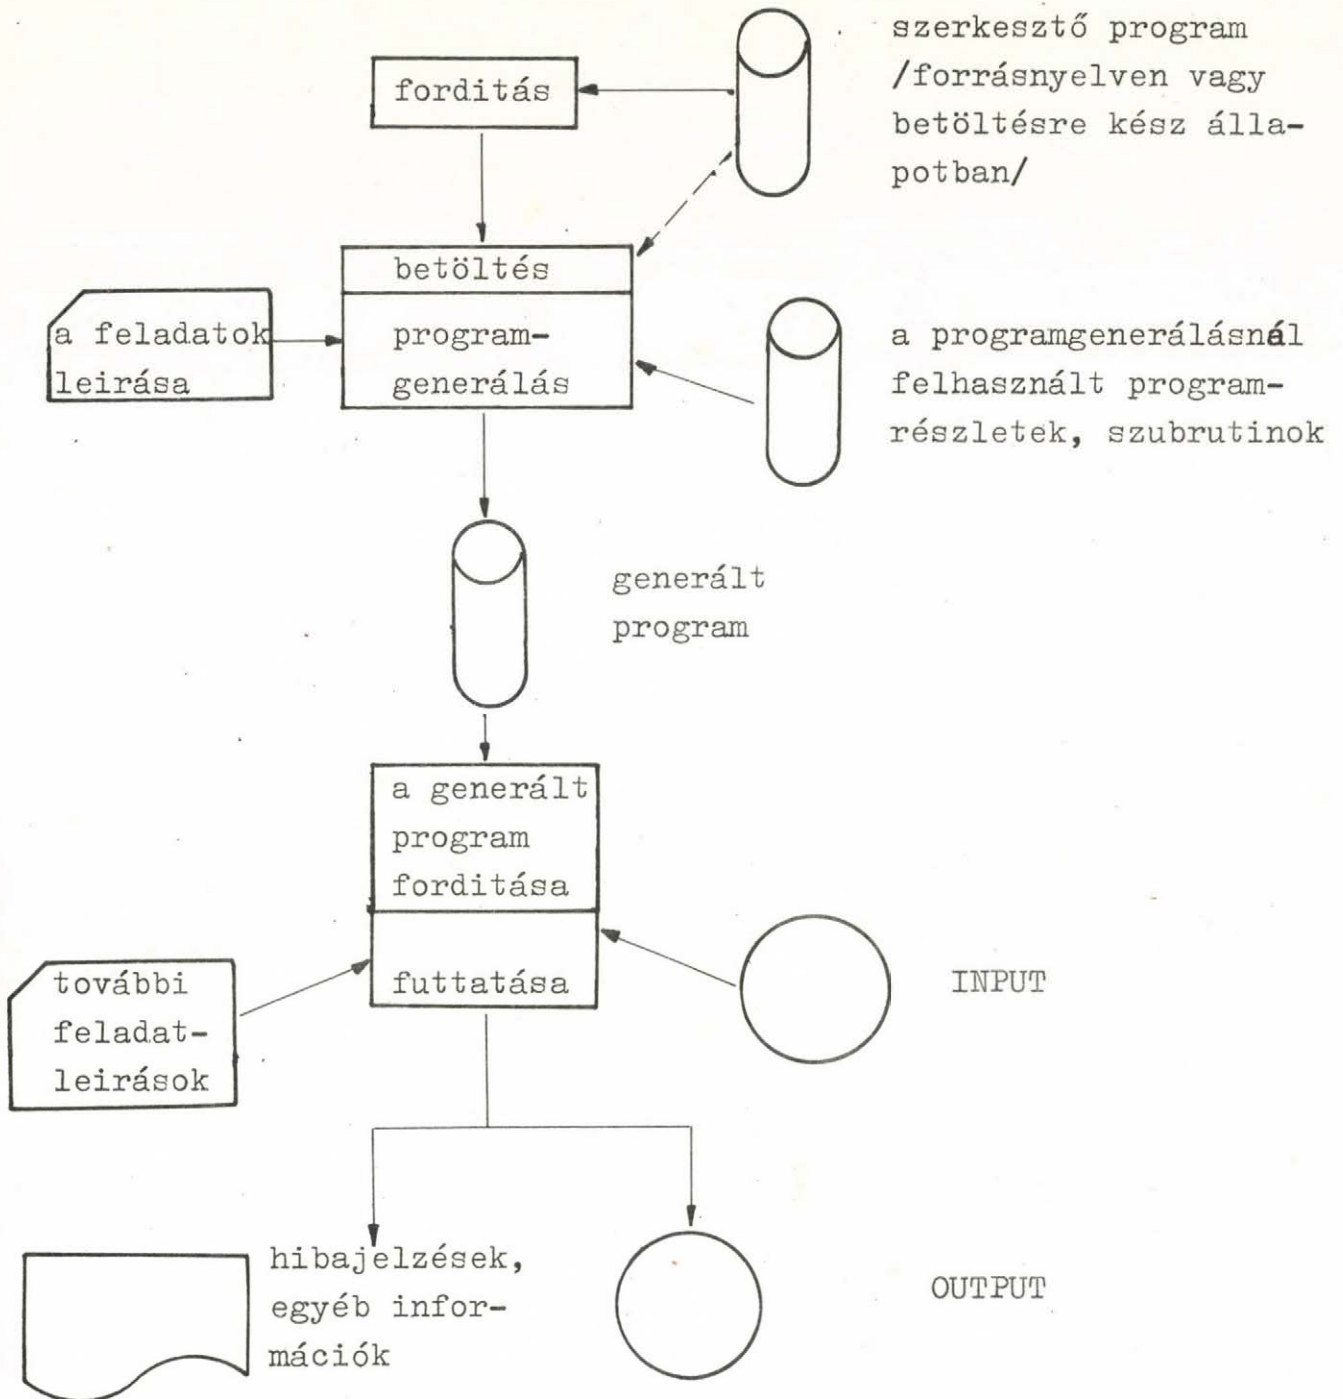 szerkesztő program
/forrásnyelven vagy
betöltésre kész álla-
potban/
forditás
betöltés
a feladatok
leirása
program-
generálás
a programgenerálásnál
felhasznált program-
részletek, szubrutinok
generált
program
a generált
program
forditása
futtatása
további
feladat-
leirások
INPUT
hibajelzések,
egyéb infor-
mációk
OUTPUT